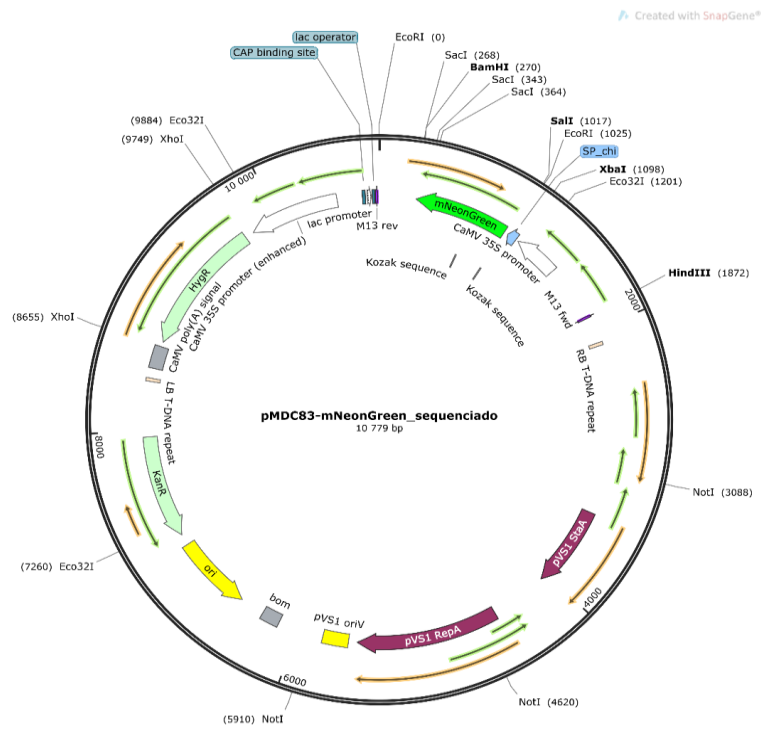 Created with SnapGene®
lac operator
EcoRI (0)
CAP binding site
SacI (268)
BamHI (270)
SacI (343)
SacI (364)
(9884) Eco32I
(9749) XhoI
SalI (1017)
EcoRI (1025)
SP_chi
XbaI (1098)
Eco32I (1201)
10 000
lac promoter
M13 rev
mNeonGreen
CaMV 35S promoter
Kozak sequence
Kozak sequence
HygR
CaMV 35S promoter (enhanced)
CaMV poly(A) signal
HindIII (1872)
2000
M13 fwd
(8655) XhoI
RB T-DNA repeat
LB T-DNA repeat
pMDC83-mNeonGreen_sequenciado
10 779 bp
8000
KanR
NotI (3088)
pVS1 StaA
(7260) Eco32I
ori
4000
bom
pVS1 oriV
pVS1 RepA
6000
NotI (4620)
(5910) NotI